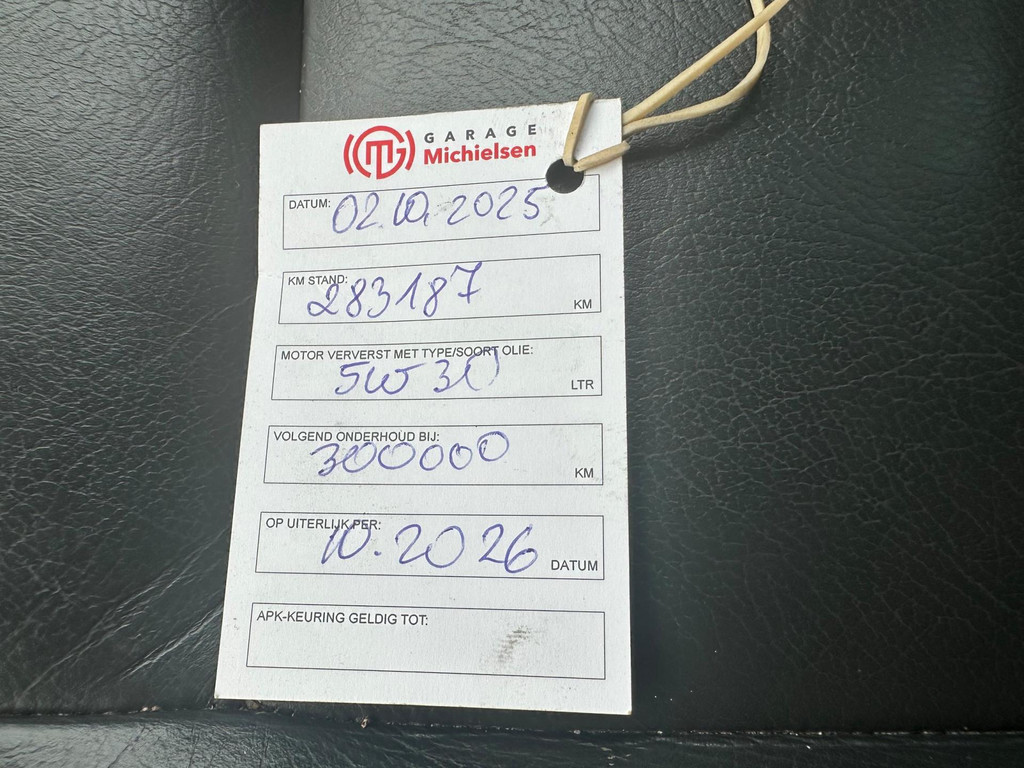 GARAGE
Michielsen
DATUM: 02.10.2025
KM STAND: 283187 KM
MOTOR VERVERST MET TYPE/SOORT OLIE:
5W30 LTR
VOLGEND ONDERHOUD BIJ:
300000 KM
OP UITERLIJK PER:
10.2026 DATUM
APK-KEURING GELDIG TOT: